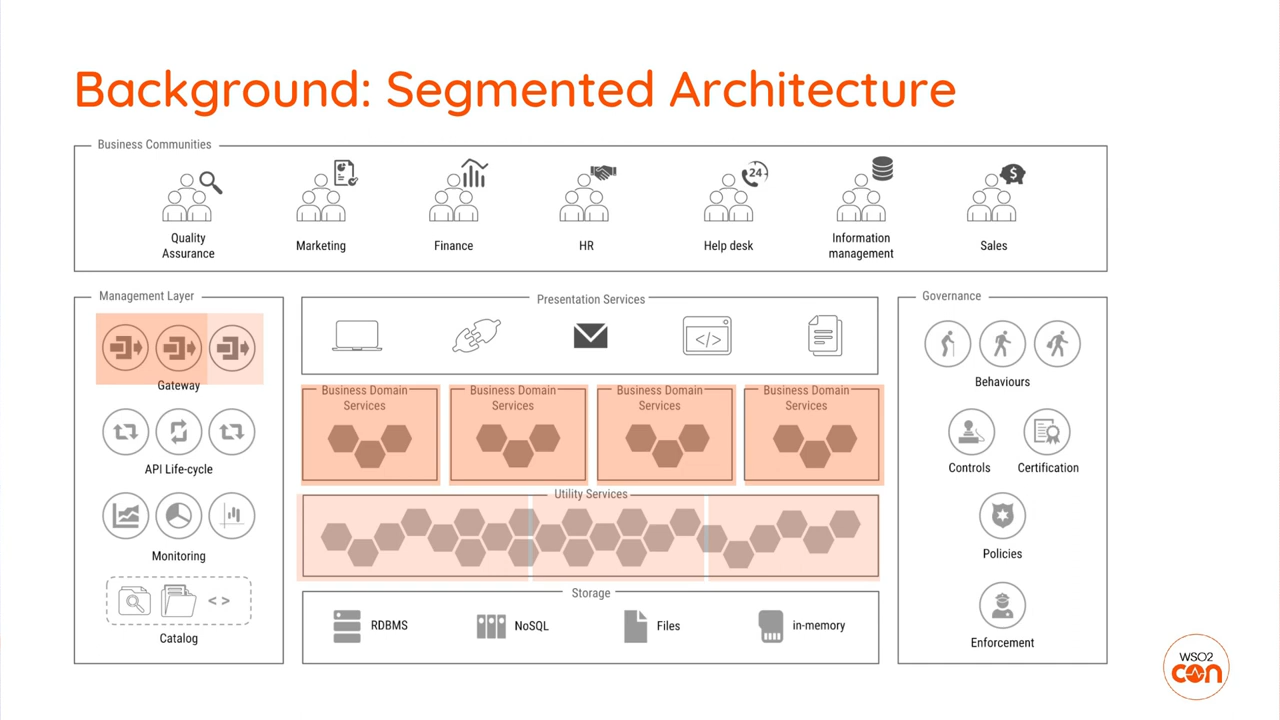 Background: Segmented Architecture
Business Communities
24
$
Quality
Assurance
Marketing
Finance
HR
Help desk
Information
management
Sales
Management Layer
Gateway
API Life-cycle
Monitoring
< >
Catalog
Presentation Services
</>
Business Domain
Services
Business Domain
Services
Business Domain
Services
Business Domain
Services
Utility Services
Storage
RDBMS
NoSQL
Files
in-memory
Governance
Behaviours
Controls
Certification
Policies
Enforcement
WSO2
con